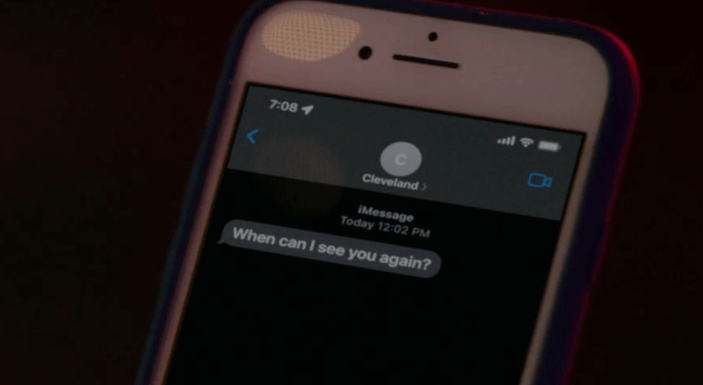 7:08
C
Cleveland
iMessage
Today 12:02 PM
When can I see you again?